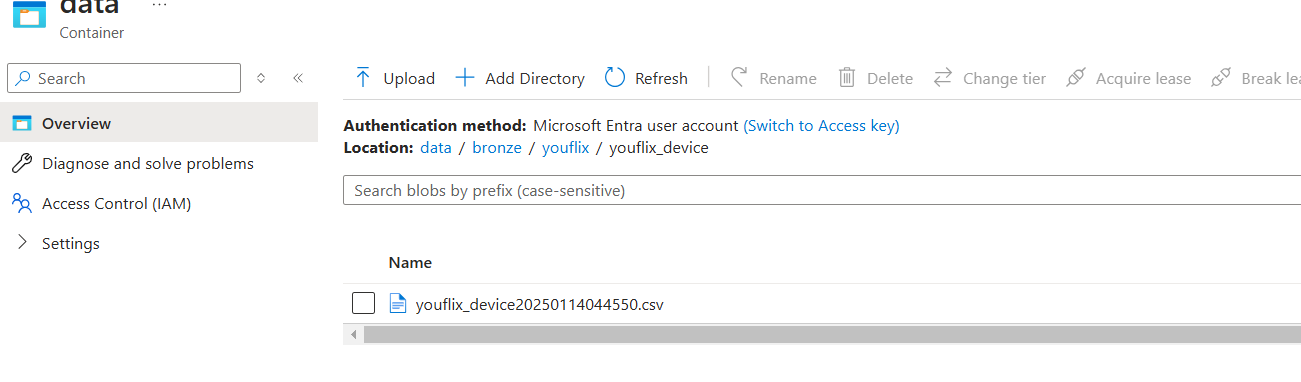 data ...
Container
Search
Upload Add Directory Refresh Rename Delete Change tier Acquire lease Break lea
Overview
Authentication method: Microsoft Entra user account (Switch to Access key)
Location: data / bronze / youflix / youflix_device
Diagnose and solve problems
Search blobs by prefix (case-sensitive)
Access Control (IAM)
Settings
Name
youflix_device20250114044550.csv